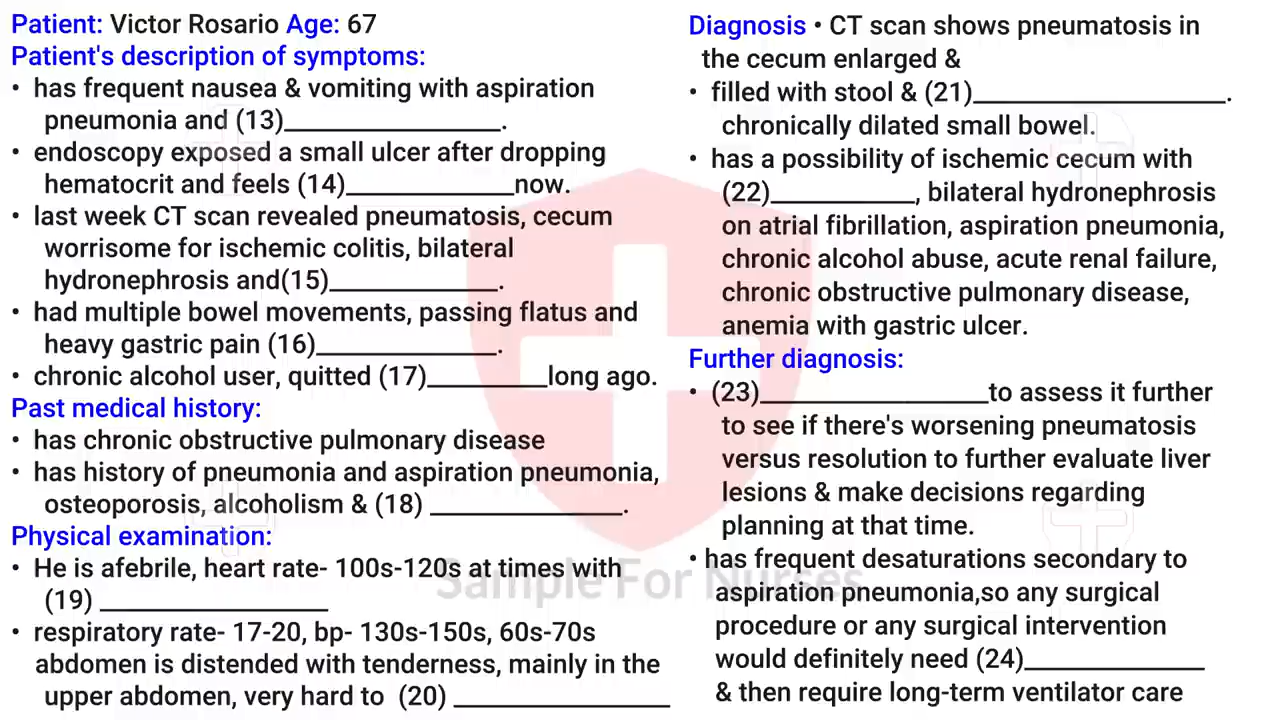 Patient: Victor Rosario Age: 67
Patient's description of symptoms:
• has frequent nausea & vomiting with aspiration
pneumonia and (13)________________.
• endoscopy exposed a small ulcer after dropping
hematocrit and feels (14)_____________now.
• last week CT scan revealed pneumatosis, cecum
worrisome for ischemic colitis, bilateral
hydronephrosis and(15)_____________.
• had multiple bowel movements, passing flatus and
heavy gastric pain (16)______________.
• chronic alcohol user, quitted (17)_________long ago.
Past medical history:
• has chronic obstructive pulmonary disease
• has history of pneumonia and aspiration pneumonia,
osteoporosis, alcoholism & (18) _______________.
Physical examination:
• He is afebrile, heart rate- 100s-120s at times with
(19) _________________
• respiratory rate- 17-20, bp- 130s-150s, 60s-70s
abdomen is distended with tenderness, mainly in the
upper abdomen, very hard to (20) ________________
Diagnosis • CT scan shows pneumatosis in
the cecum enlarged &
• filled with stool & (21)___________________.
chronically dilated small bowel.
• has a possibility of ischemic cecum with
(22)___________, bilateral hydronephrosis
on atrial fibrillation, aspiration pneumonia,
chronic alcohol abuse, acute renal failure,
chronic obstructive pulmonary disease,
anemia with gastric ulcer.
Further diagnosis:
• (23)_________________to assess it further
to see if there's worsening pneumatosis
versus resolution to further evaluate liver
lesions & make decisions regarding
planning at that time.
• has frequent desaturations secondary to
aspiration pneumonia,so any surgical
procedure or any surgical intervention
would definitely need (24)______________
& then require long-term ventilator care
Sample For Nurses